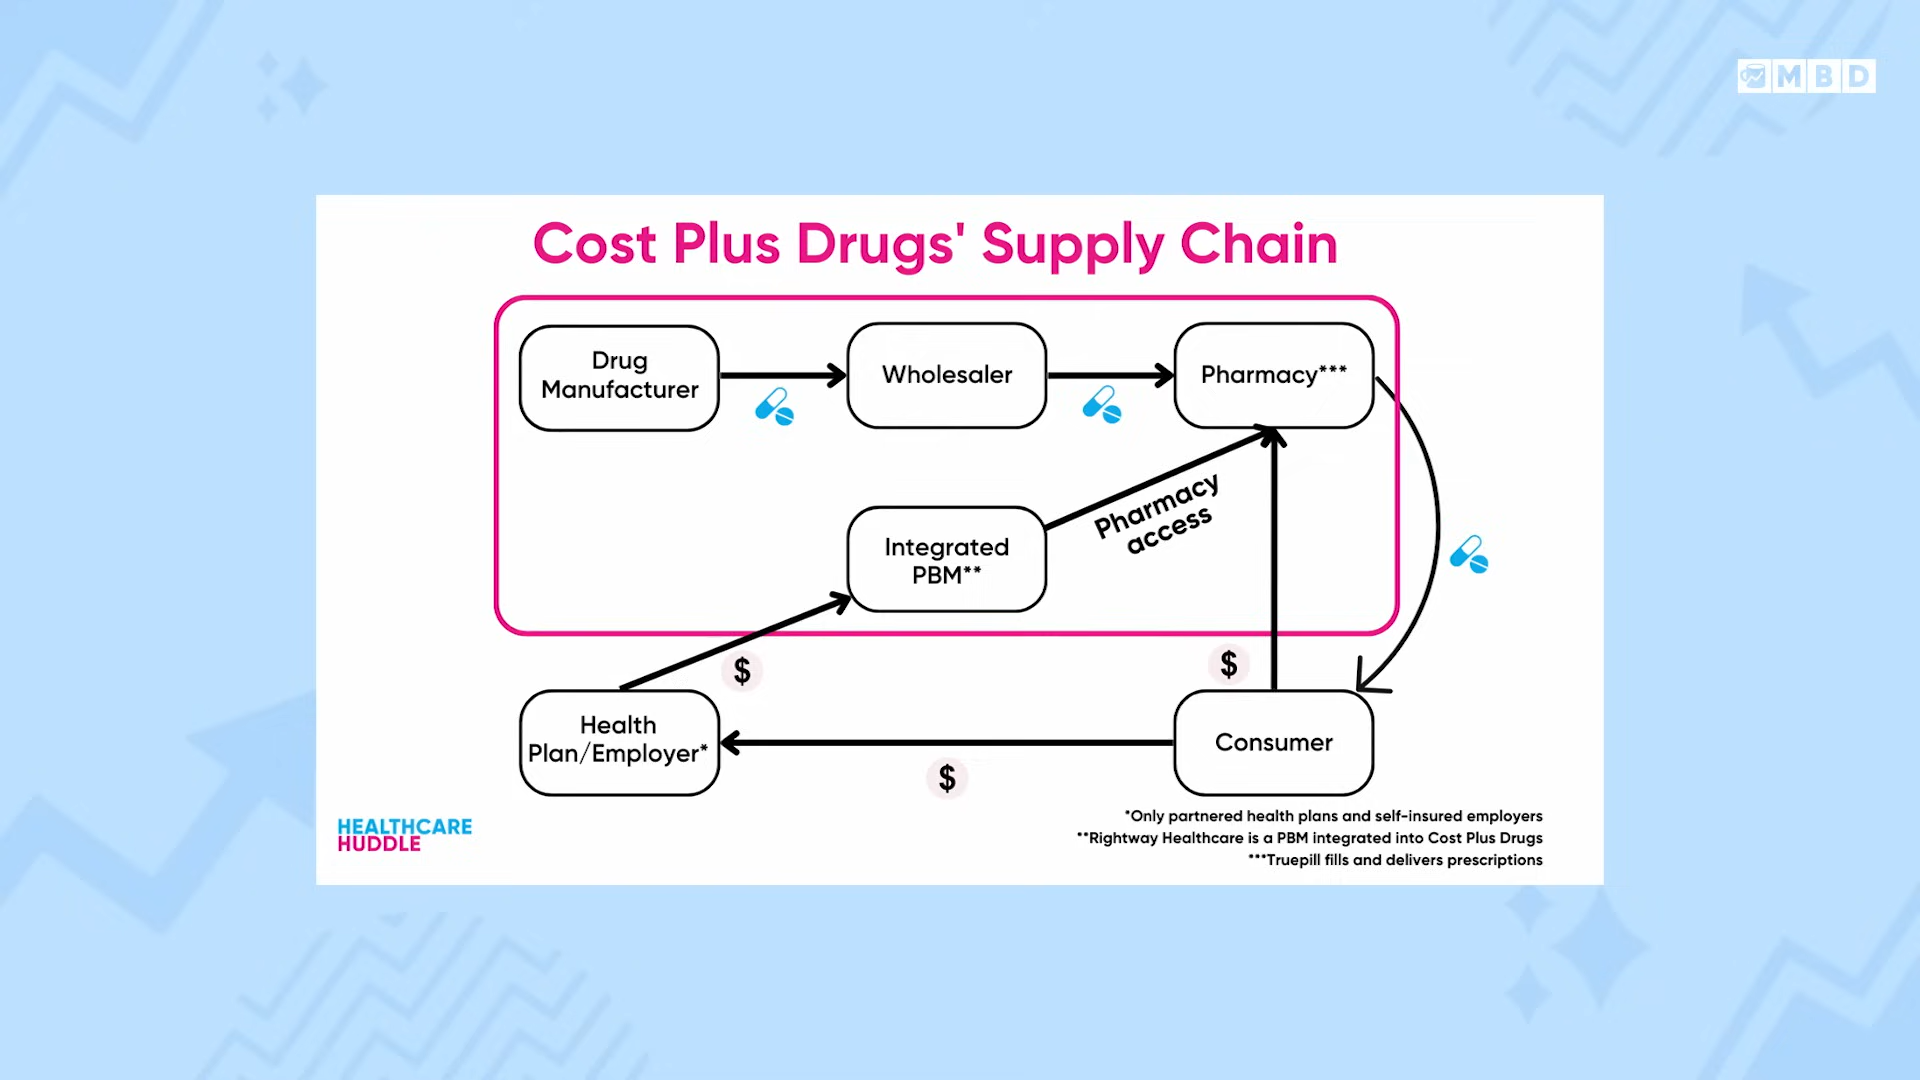 MBD
Cost Plus Drugs' Supply Chain
Drug
Manufacturer
Wholesaler
Pharmacy***
Pharmacy
access
Integrated
PBM**
$
$
Health
Plan/Employer*
Consumer
$
HEALTHCARE
HUDDLE
*Only partnered health plans and self-insured employers
**Rightway Healthcare is a PBM integrated into Cost Plus Drugs
***Truepill fills and delivers prescriptions